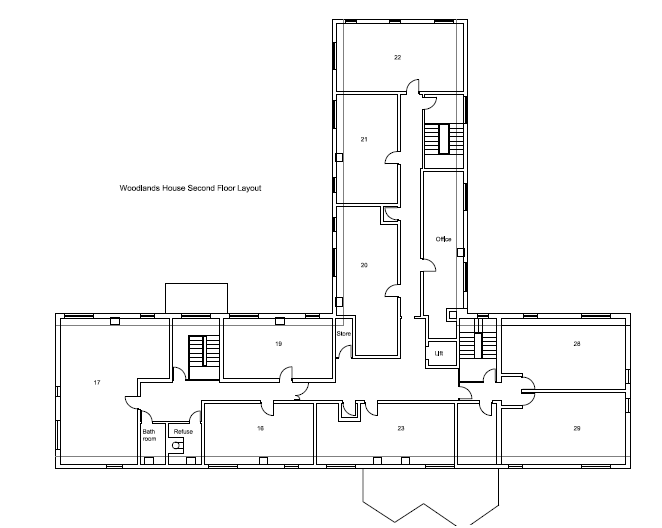 22
21
Woodlands House Second Floor Layout
Office
20
Store
19
Lift
28
17
16
23
29
Bath
room
Refuse